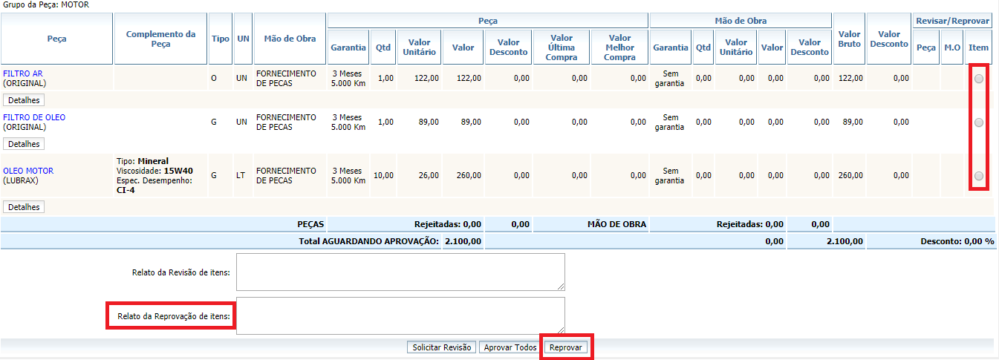 Grupo da Peça: MOTOR
Peça Mão de Obra Revisar/Reprovar
Peça Complemento da Peça Tipo UN Mão de Obra Garantia Qtd Valor Unitário Valor Valor Desconto Valor Última Compra Valor Melhor Compra Garantia Qtd Valor Unitário Valor Valor Desconto Valor Bruto Valor Desconto Peça M.O Item
FILTRO AR (ORIGINAL) O UN FORNECIMENTO DE PECAS 3 Meses 5.000 Km 1,00 122,00 122,00 0,00 0,00 0,00 Sem garantia 0,00 0,00 0,00 0,00 122,00 0,00
Detalhes
FILTRO DE OLEO (ORIGINAL) G UN FORNECIMENTO DE PECAS 3 Meses 5.000 Km 1,00 89,00 89,00 0,00 0,00 0,00 Sem garantia 0,00 0,00 0,00 0,00 89,00 0,00
Detalhes
OLEO MOTOR (LUBRAX) Tipo: Mineral Viscosidade: 15W40 Espec. Desempenho: CI-4 G LT FORNECIMENTO DE PECAS 3 Meses 5.000 Km 10,00 26,00 260,00 0,00 0,00 0,00 Sem garantia 0,00 0,00 0,00 0,00 260,00 0,00
Detalhes
PEÇAS Rejeitadas: 0,00 0,00 MÃO DE OBRA Rejeitadas: 0,00 0,00
Total AGUARDANDO APROVAÇÃO: 2.100,00 0,00 2.100,00 Desconto: 0,00 %
Relato da Revisão de itens:
Relato da Reprovação de itens:
Solicitar Revisão Aprovar Todos Reprovar